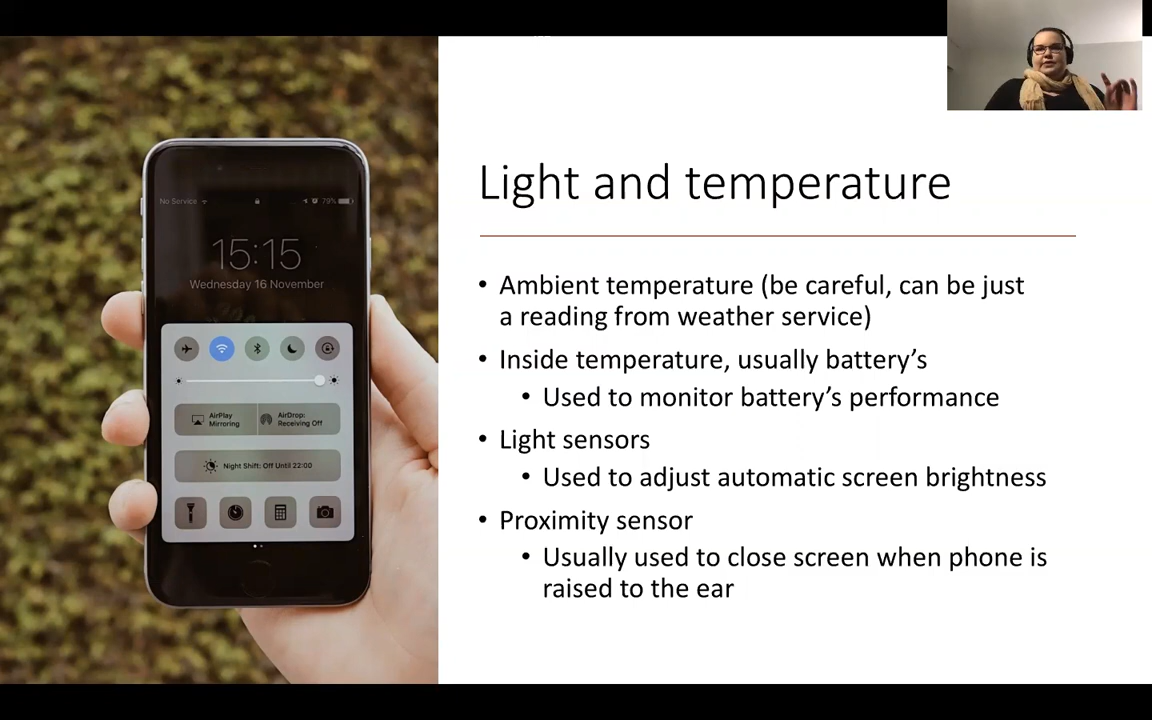 No Service
79%
15:15
Wednesday 16 November
AirPlay
Mirroring
AirDrop:
Receiving Off
Night Shift: Off Until 22:00
Light and temperature
• Ambient temperature (be careful, can be just
a reading from weather service)
• Inside temperature, usually battery’s
• Used to monitor battery’s performance
• Light sensors
• Used to adjust automatic screen brightness
• Proximity sensor
• Usually used to close screen when phone is
raised to the ear